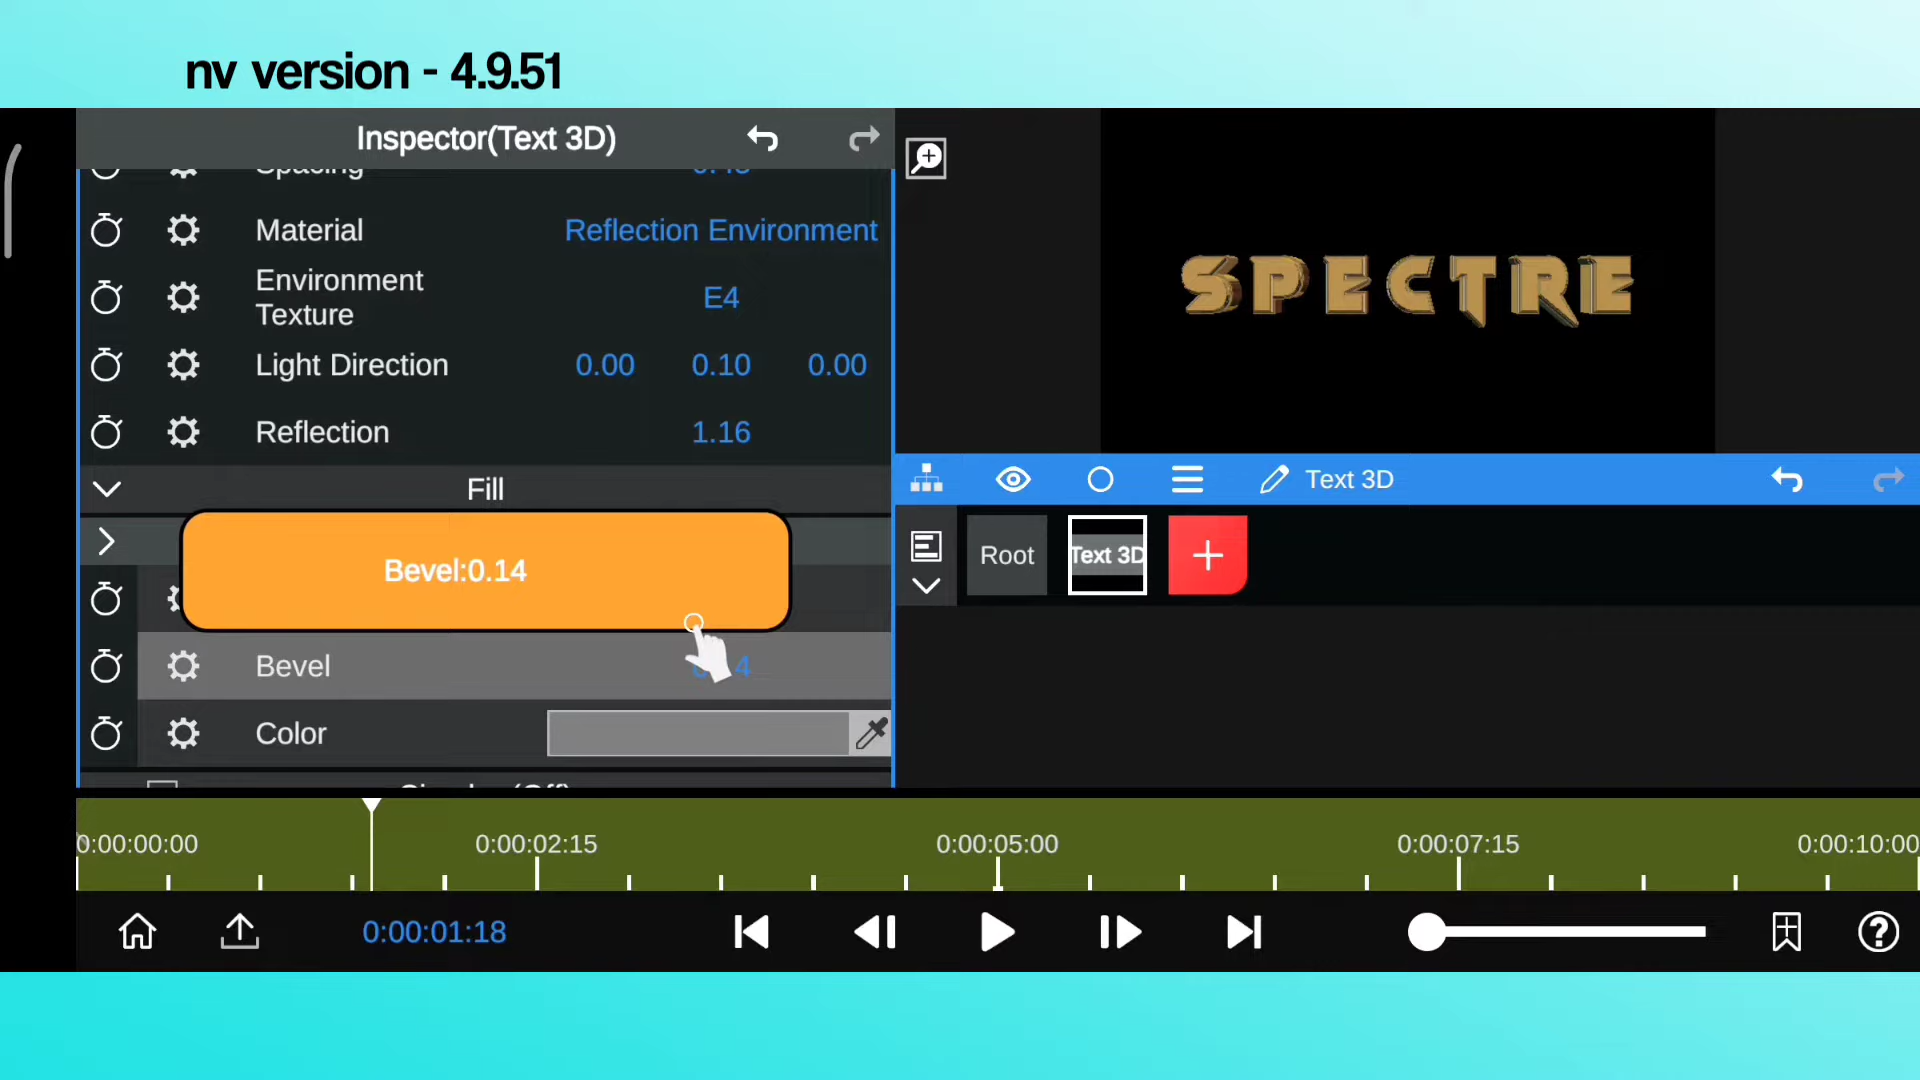 nv version - 4.9.51
Inspector(Text 3D)
Spacing
Material Reflection Environment
Environment
Texture E4
Light Direction 0.00 0.10 0.00
Reflection 1.16
Fill
Bevel:0.14
Bevel
Color
SPECTRE
Text 3D
Root Text 3D
0:00:00:00 0:00:02:15 0:00:05:00 0:00:07:15 0:00:10:00
0:00:01:18